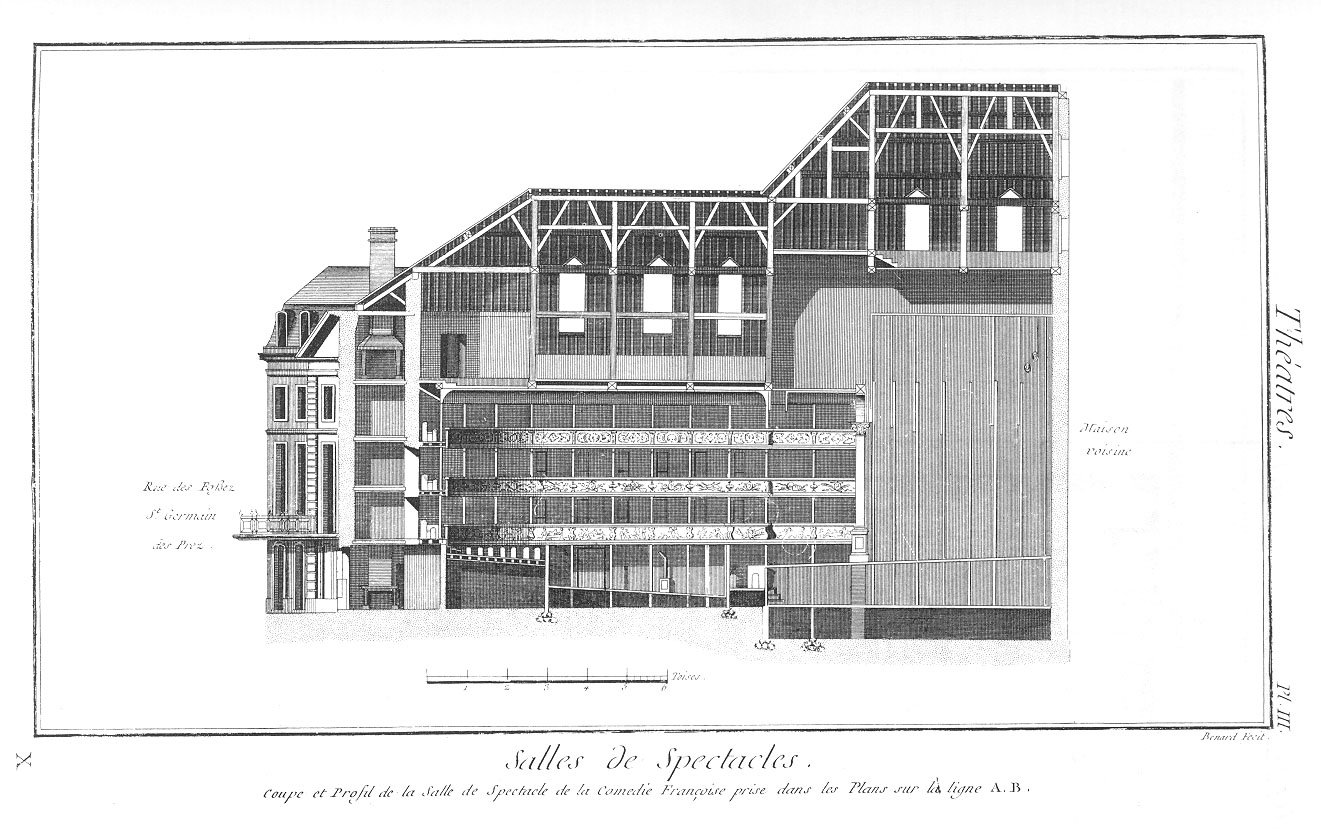 Théatres.
Pl. III.
Rue des Foßez
St. Germain
des Prez.
Maison
voisine
1 2 3 4 5 6 Toises.
Benard Fecit.
X
Salles de Spectacles.
Coupe et Profil de la Salle de Spectacle de la Comedie Françoise prise dans les Plans sur la ligne A.B.